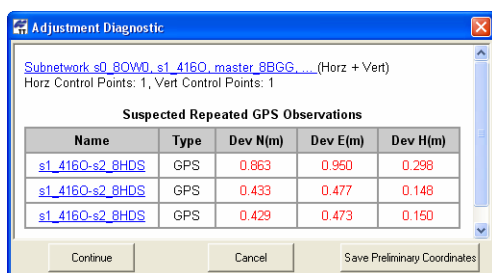 Adjustment Diagnostic
Subnetwork s0_8OW0, s1_416O, master_8BGG, ... (Horz + Vert)
Horz Control Points: 1, Vert Control Points: 1
Suspected Repeated GPS Observations
Name Type Dev N(m) Dev E(m) Dev H(m)
s1_416O-s2_8HDS GPS 0.863 0.950 0.298
s1_416O-s2_8HDS GPS 0.433 0.477 0.148
s1_416O-s2_8HDS GPS 0.429 0.473 0.150
Continue Cancel Save Preliminary Coordinates